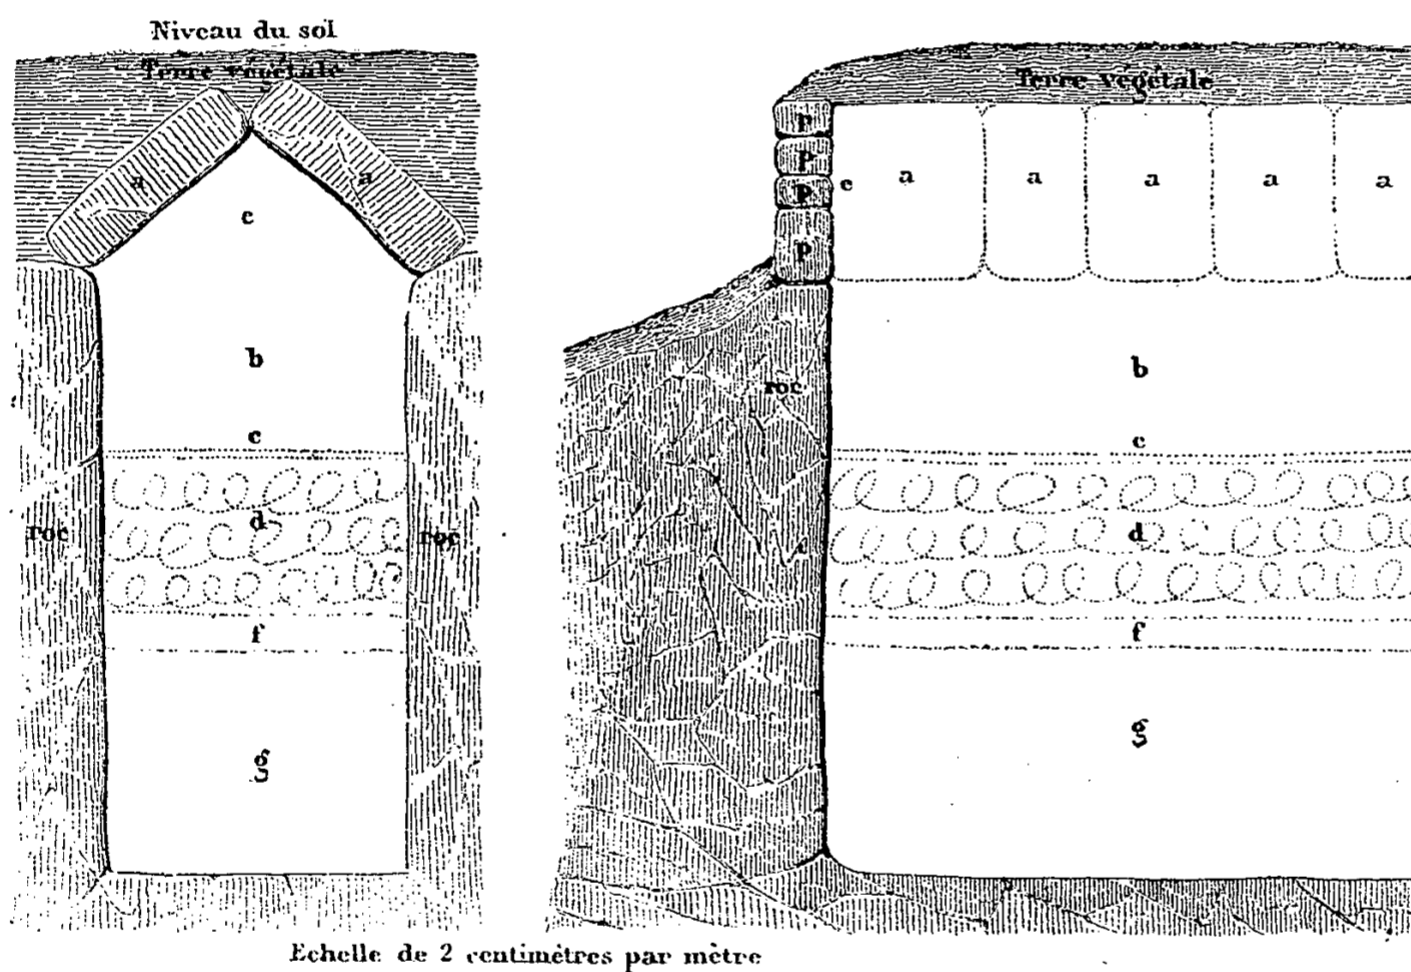 Niveau du sol
Terre végétale
a
a
c
b
c
d
roc
roc
f
g
Terre végétale
p
p
p
p
e
a
a
a
a
a
roc
b
c
d
f
g
Echelle de 2 centimètres par mètre